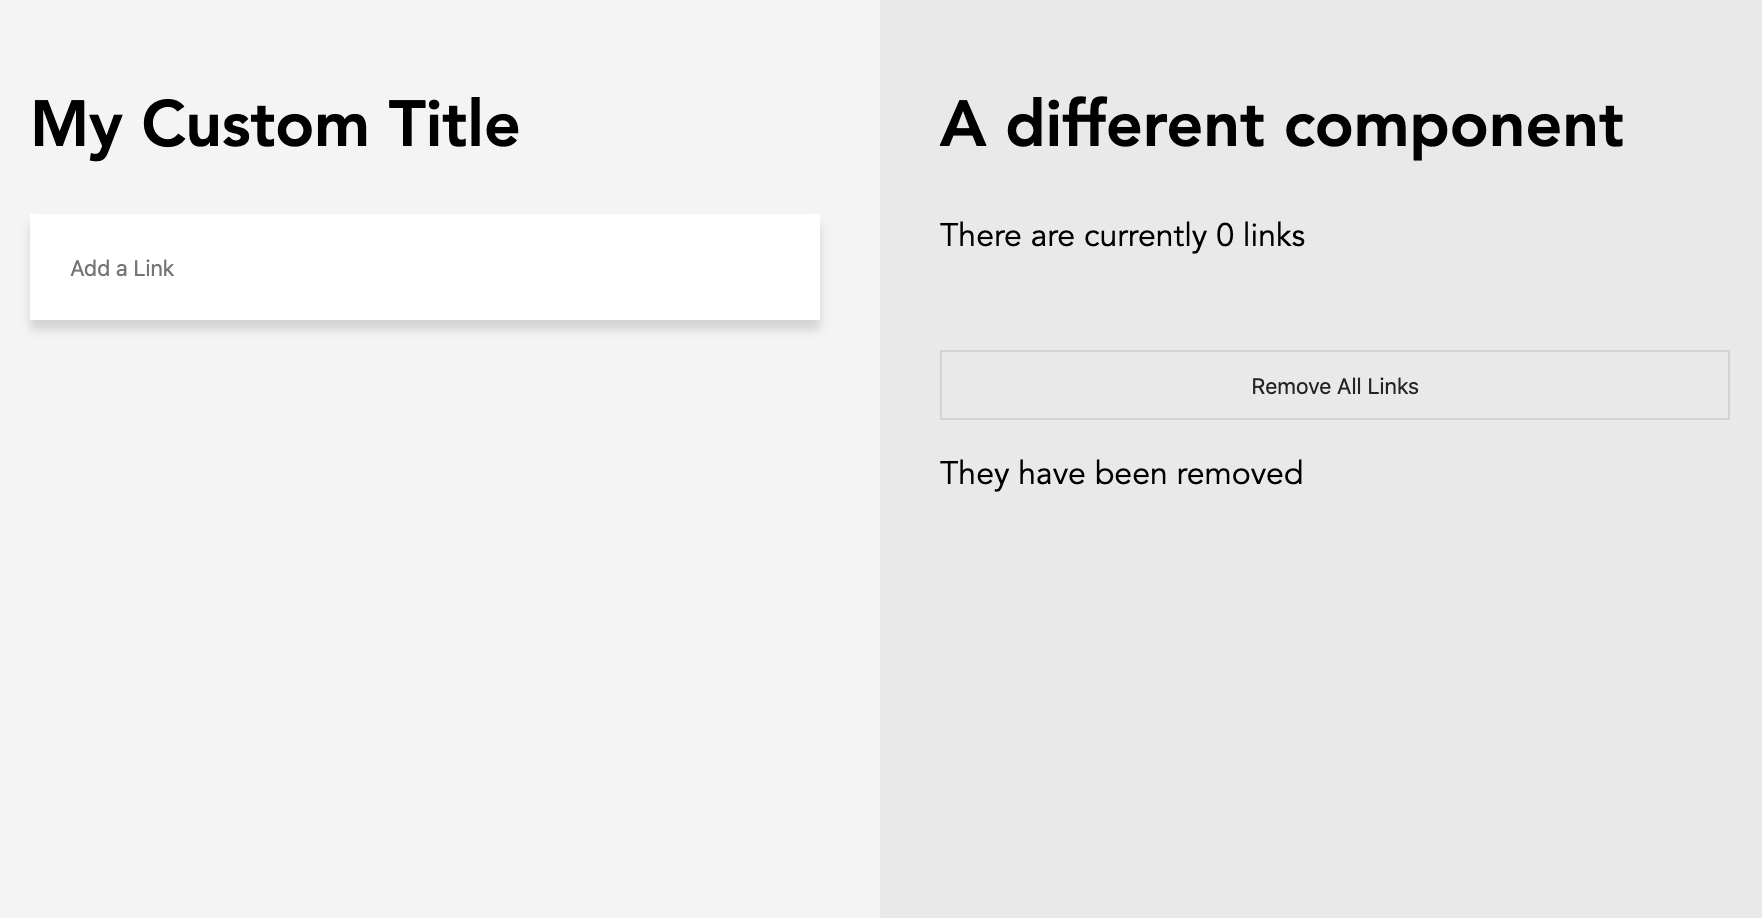 My Custom Title
Add a Link
A different component
There are currently 0 links
Remove All Links
They have been removed